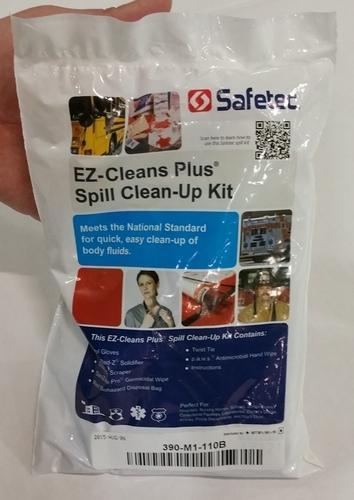 Safetec
Scan here to learn how to
use this Safetec spill kit
EZ-Cleans Plus®
Spill Clean-Up Kit
Meets the National Standard
for quick, easy clean-up of
body fluids.
This EZ-Cleans Plus Spill Clean-Up Kit Contains:
Gloves
Solidifier
Scraper
Germicidal Wipe
Biohazard Disposal Bag
• Twist Tie
• p.a.w.s.® Antimicrobial Hand Wipe
• Instructions
Perfect For:
390-M1-110B